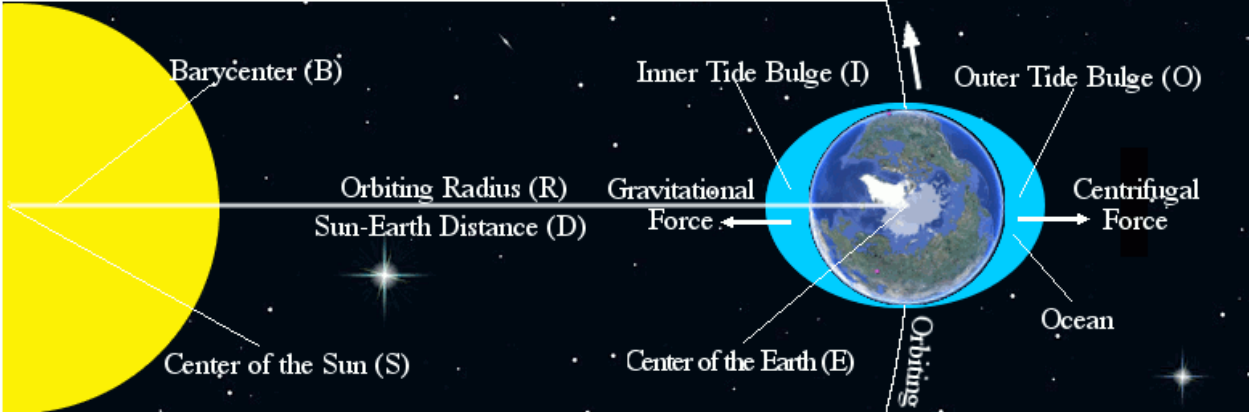 Barycenter (B)
Inner Tide Bulge (I)
Outer Tide Bulge (O)
Orbiting Radius (R)
Sun-Earth Distance (D)
Gravitational
Force
Centrifugal
Force
Ocean
Center of the Sun (S)
Center of the Earth (E)
Orbiting